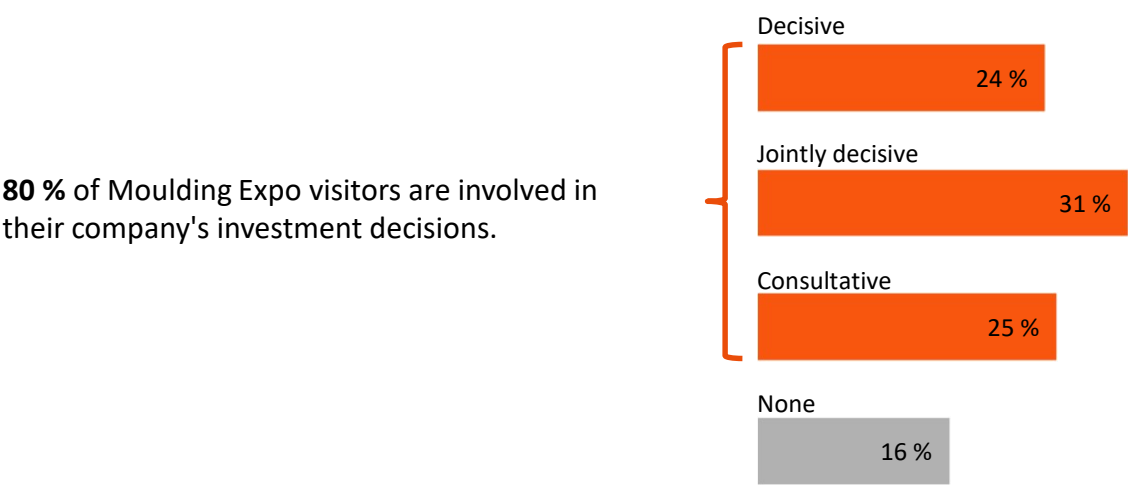 80 % of Moulding Expo visitors are involved in
their company's investment decisions.
Decisive
24 %
Jointly decisive
31 %
Consultative
25 %
None
16 %